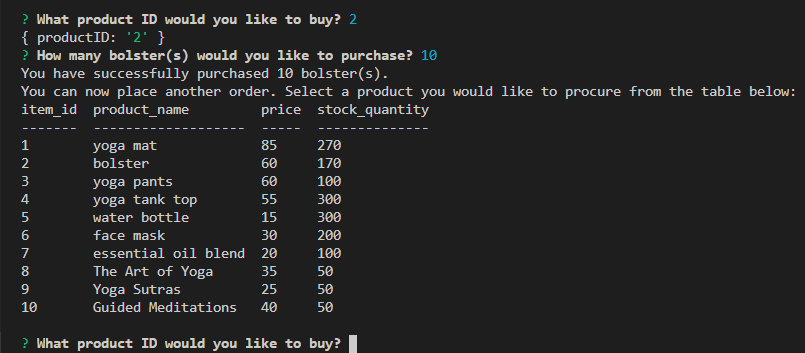 ? What product ID would you like to buy? 2
{ productID: '2' }
? How many bolster(s) would you like to purchase? 10
You have successfully purchased 10 bolster(s).
You can now place another order. Select a product you would like to procure from the table below:
item_id  product_name         price  stock_quantity
-------  -------------------  -----  --------------
1        yoga mat             85     270
2        bolster              60     170
3        yoga pants           60     100
4        yoga tank top        55     300
5        water bottle         15     300
6        face mask            30     200
7        essential oil blend  20     100
8        The Art of Yoga      35     50
9        Yoga Sutras          25     50
10       Guided Meditations   40     50
? What product ID would you like to buy?